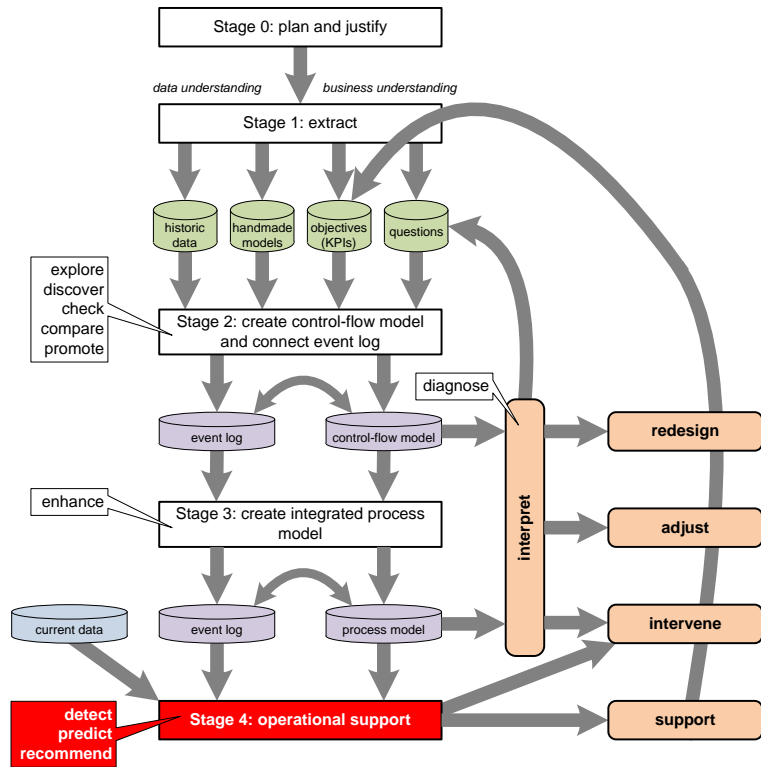 Stage 0: plan and justify
data understanding
business understanding
Stage 1: extract
historic
data
handmade
models
objectives
(KPIs)
questions
explore
discover
check
compare
promote
Stage 2: create control-flow model
and connect event log
diagnose
event log
control-flow model
redesign
enhance
Stage 3: create integrated process
model
interpret
adjust
current data
event log
process model
intervene
detect
predict
recommend
Stage 4: operational support
support